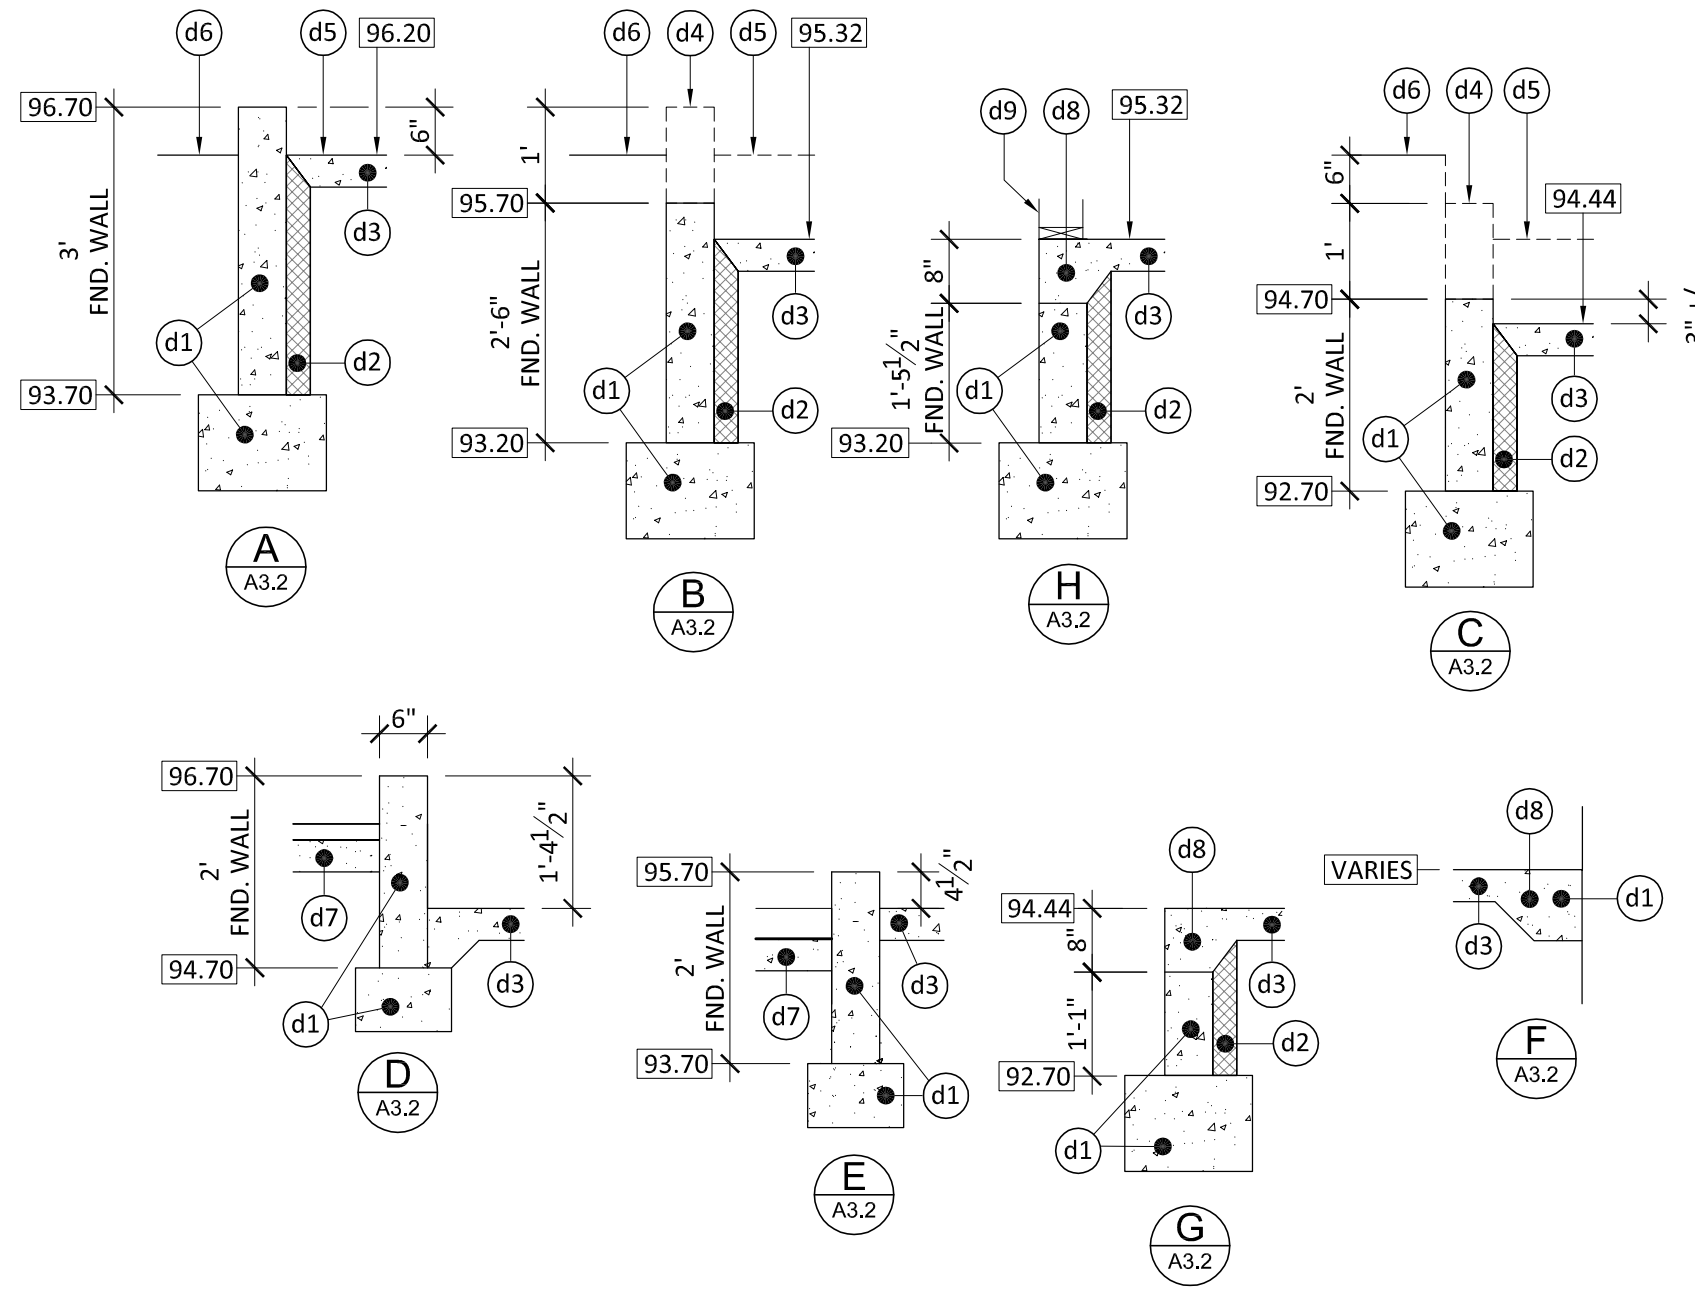 d6
d5
96.20
96.70
6"
3'
FND. WALL
d3
d1
d2
93.70
A
A3.2
d6
d4
d5
95.32
1'
95.70
2'-6"
FND. WALL
d3
d1
d2
93.20
B
A3.2
d9
d8
95.32
8"
1'-5 1/2"
FND. WALL
d3
d1
d2
93.20
H
A3.2
d6
d4
d5
6"
94.44
1'
94.70
2'
FND. WALL
d3
d1
d2
92.70
C
A3.2
6"
96.70
2'
FND. WALL
1'-4 1/2"
d7
94.70
d3
d1
D
A3.2
95.70
4 1/2"
2'
FND. WALL
d7
d3
93.70
d1
E
A3.2
d8
94.44
8"
d3
1'-1"
d2
92.70
d1
G
A3.2
d8
VARIES
d1
d3
F
A3.2